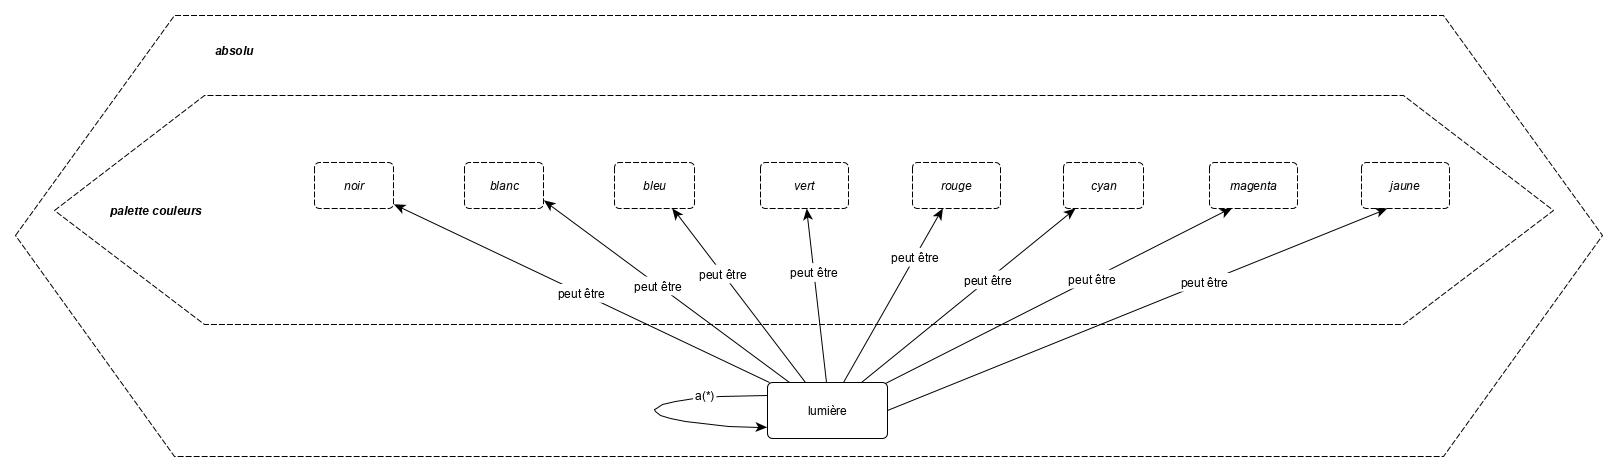 absolu
noir
blanc
bleu
vert
rouge
cyan
magenta
jaune
palette couleurs
peut être
peut être
peut être
peut être
peut être
peut être
peut être
peut être
a(*)
lumière